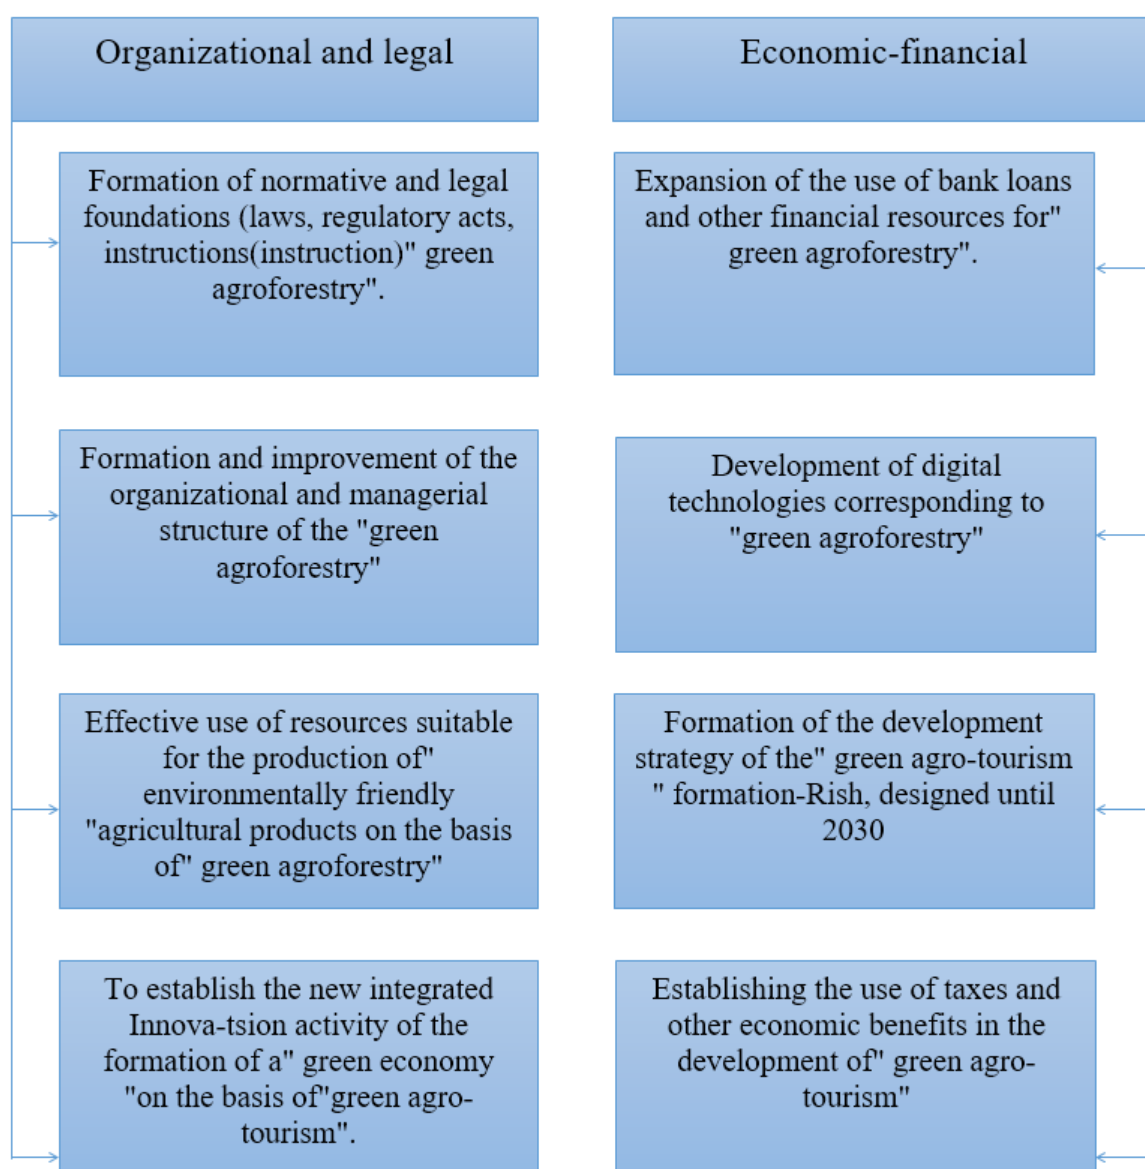 Organizational and legal
Formation of normative and legal
foundations (laws, regulatory acts,
instructions(instruction)" green
agroforestry".
Formation and improvement of the
organizational and managerial
structure of the "green
agroforestry"
Effective use of resources suitable
for the production of"
environmentally friendly
"agricultural products on the basis
of" green agroforestry"
To establish the new integrated
Innova-tsion activity of the
formation of a" green economy
"on the basis of"green agro-
tourism".
Economic-financial
Expansion of the use of bank loans
and other financial resources for"
green agroforestry".
Development of digital
technologies corresponding to
"green agroforestry"
Formation of the development
strategy of the" green agro-tourism
" formation-Rish, designed until
2030
Establishing the use of taxes and
other economic benefits in the
development of" green agro-
tourism"